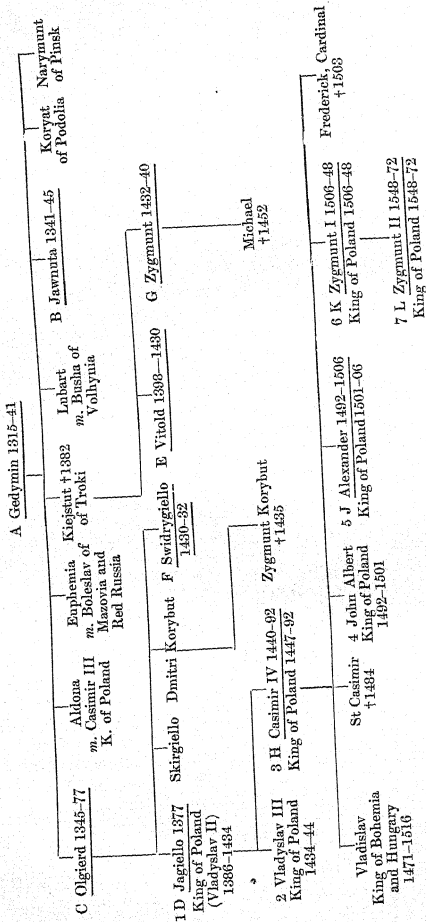 A Gedymin 1315–41
C Olgierd 1345–77
Aldona
m. Casimir III
K. of Poland
Euphemia
m. Boleslav of
Mazovia and
Red Russia
Kiejstut †1382
of Troki
Lubart
m. Busha of
Volhynia
B Jawnuta 1341–45
Koryat
of Podolia
Narymunt
of Pinsk
1 D Jagiello 1377
King of Poland
(Vladyslav II)
1386–1434
Skirgiello
Dmitri Korybut
F Swidrygiello
1430–32
E Vitold 1398–1430
G Zygmunt 1432–40
2 Vladyslav III
King of Poland
1434–44
3 H Casimir IV 1440–92
King of Poland 1447–92
Zygmunt Korybut
†1435
Michael
†1452
Vladislav
King of Bohemia
and Hungary
1471–1516
St Casimir
†1484
4 John Albert
King of Poland
1492–1501
5 J Alexander 1492–1506
King of Poland 1501–06
6 K Zygmunt I 1506–48
King of Poland 1506–48
Frederick, Cardinal
†1503
7 L Zygmunt II 1548–72
King of Poland 1548–72